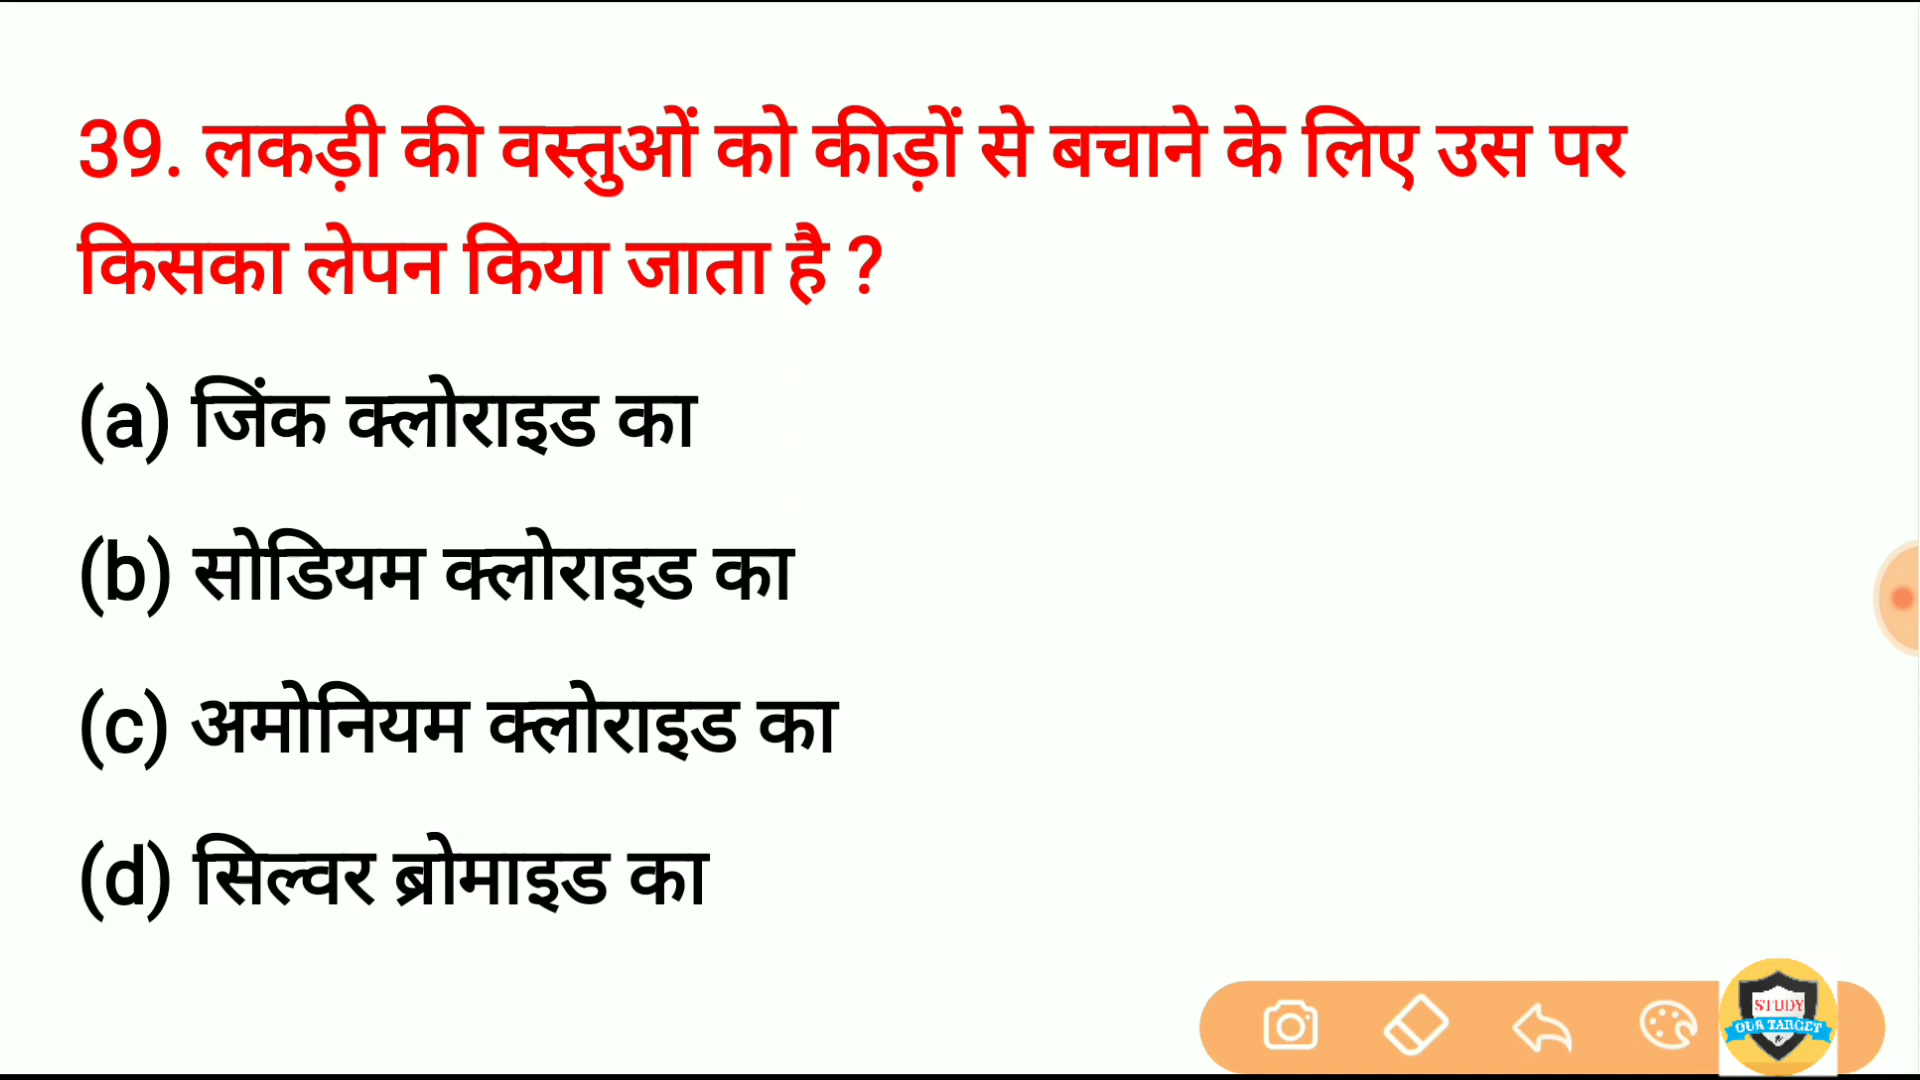 39. लकड़ी की वस्तुओं को कीड़ों से बचाने के लिए उस पर
किसका लेपन किया जाता है ?
(a) जिंक क्लोराइड का
(b) सोडियम क्लोराइड का
(c) अमोनियम क्लोराइड का
(d) सिल्वर ब्रोमाइड का
STUDY
OUR TARGET